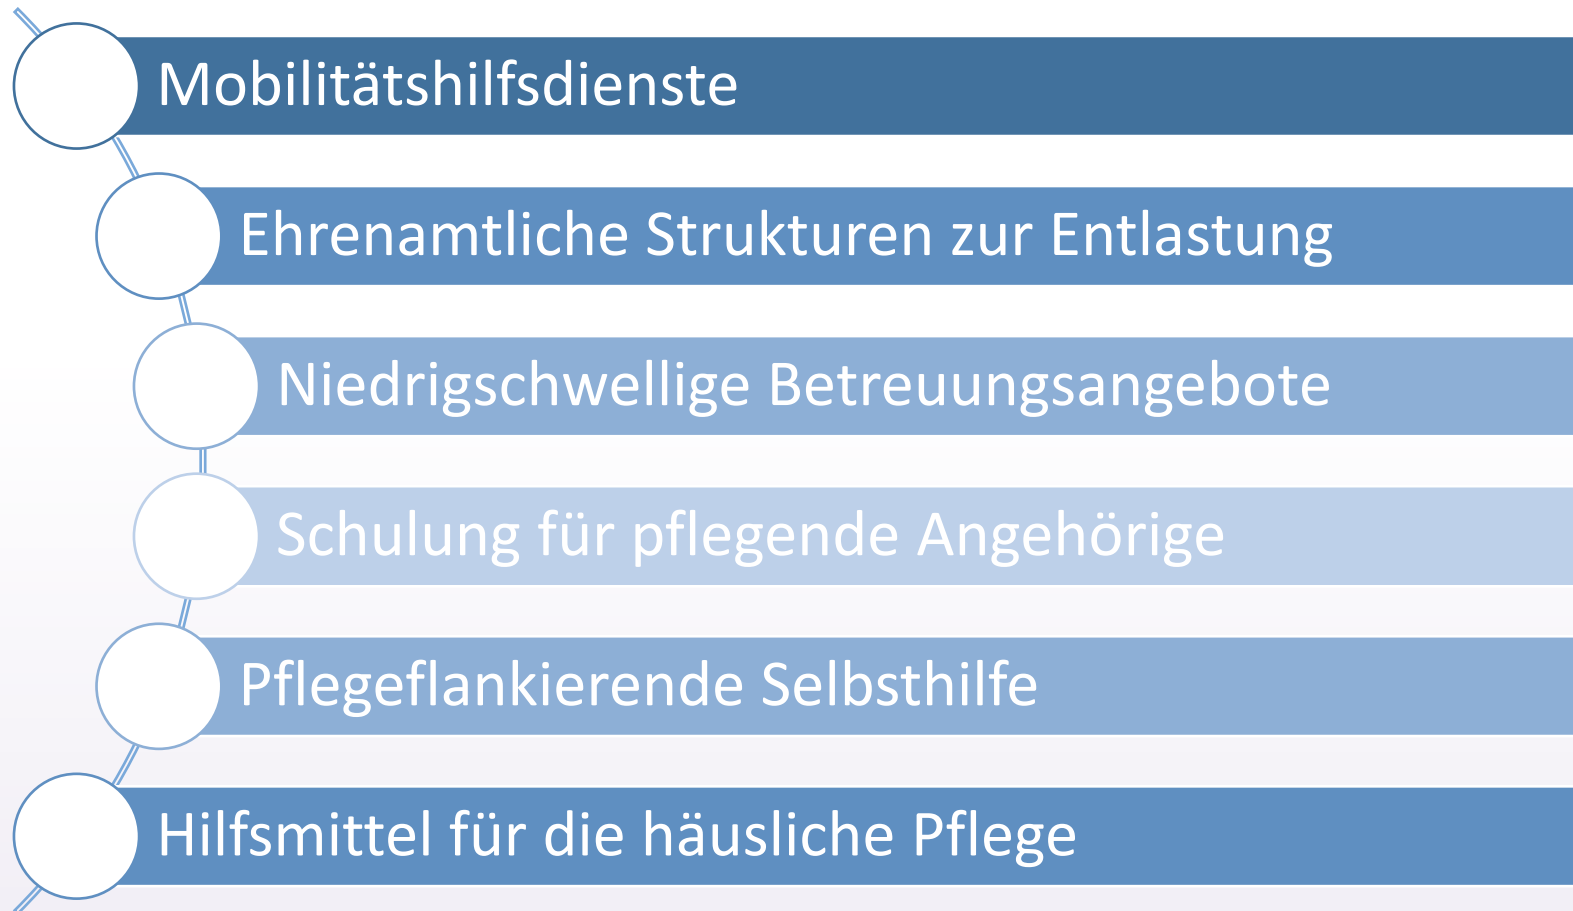 Mobilitätshilfsdienste
Ehrenamtliche Strukturen zur Entlastung
Niedrigschwellige Betreuungsangebote
Schulung für pflegende Angehörige
Pflegeflankierende Selbsthilfe
Hilfsmittel für die häusliche Pflege